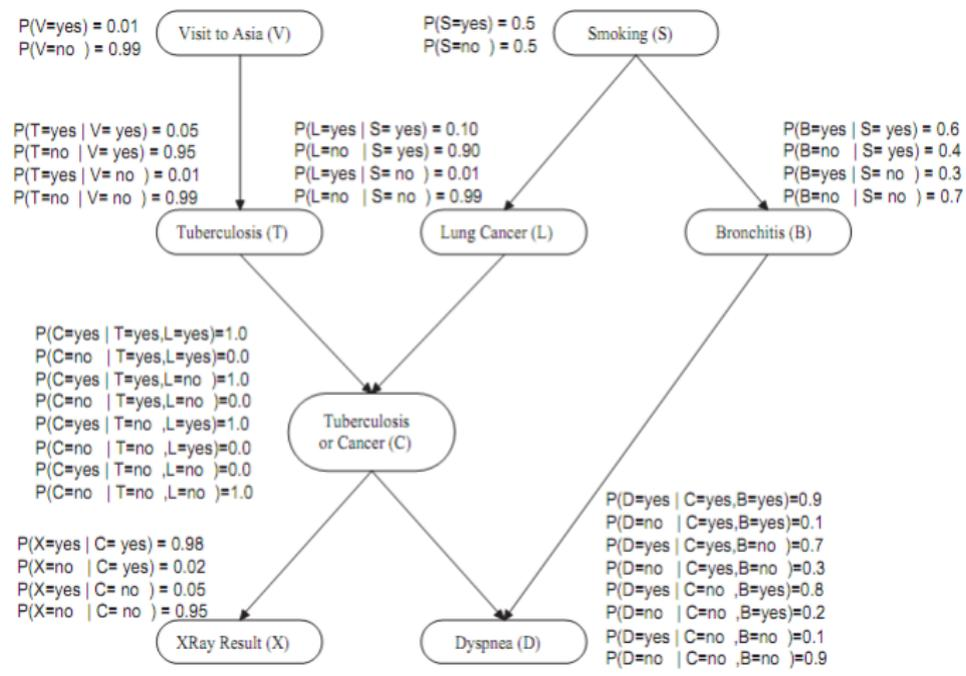 P(V=yes) = 0.01
P(V=no ) = 0.99
Visit to Asia (V)
P(S=yes) = 0.5
P(S=no ) = 0.5
Smoking (S)
P(T=yes | V= yes) = 0.05
P(T=no | V= yes) = 0.95
P(T=yes | V= no ) = 0.01
P(T=no | V= no ) = 0.99
P(L=yes | S= yes) = 0.10
P(L=no | S= yes) = 0.90
P(L=yes | S= no ) = 0.01
P(L=no | S= no ) = 0.99
P(B=yes | S= yes) = 0.6
P(B=no | S= yes) = 0.4
P(B=yes | S= no ) = 0.3
P(B=no | S= no ) = 0.7
Tuberculosis (T)
Lung Cancer (L)
Bronchitis (B)
P(C=yes | T=yes,L=yes)=1.0
P(C=no | T=yes,L=yes)=0.0
P(C=yes | T=yes,L=no )=1.0
P(C=no | T=yes,L=no )=0.0
P(C=yes | T=no ,L=yes)=1.0
P(C=no | T=no ,L=yes)=0.0
P(C=yes | T=no ,L=no )=0.0
P(C=no | T=no ,L=no )=1.0
Tuberculosis
or Cancer (C)
P(X=yes | C= yes) = 0.98
P(X=no | C= yes) = 0.02
P(X=yes | C= no ) = 0.05
P(X=no | C= no ) = 0.95
P(D=yes | C=yes,B=yes)=0.9
P(D=no | C=yes,B=yes)=0.1
P(D=yes | C=yes,B=no )=0.7
P(D=no | C=yes,B=no )=0.3
P(D=yes | C=no ,B=yes)=0.8
P(D=no | C=no ,B=yes)=0.2
P(D=yes | C=no ,B=no )=0.1
P(D=no | C=no ,B=no )=0.9
XRay Result (X)
Dyspnea (D)